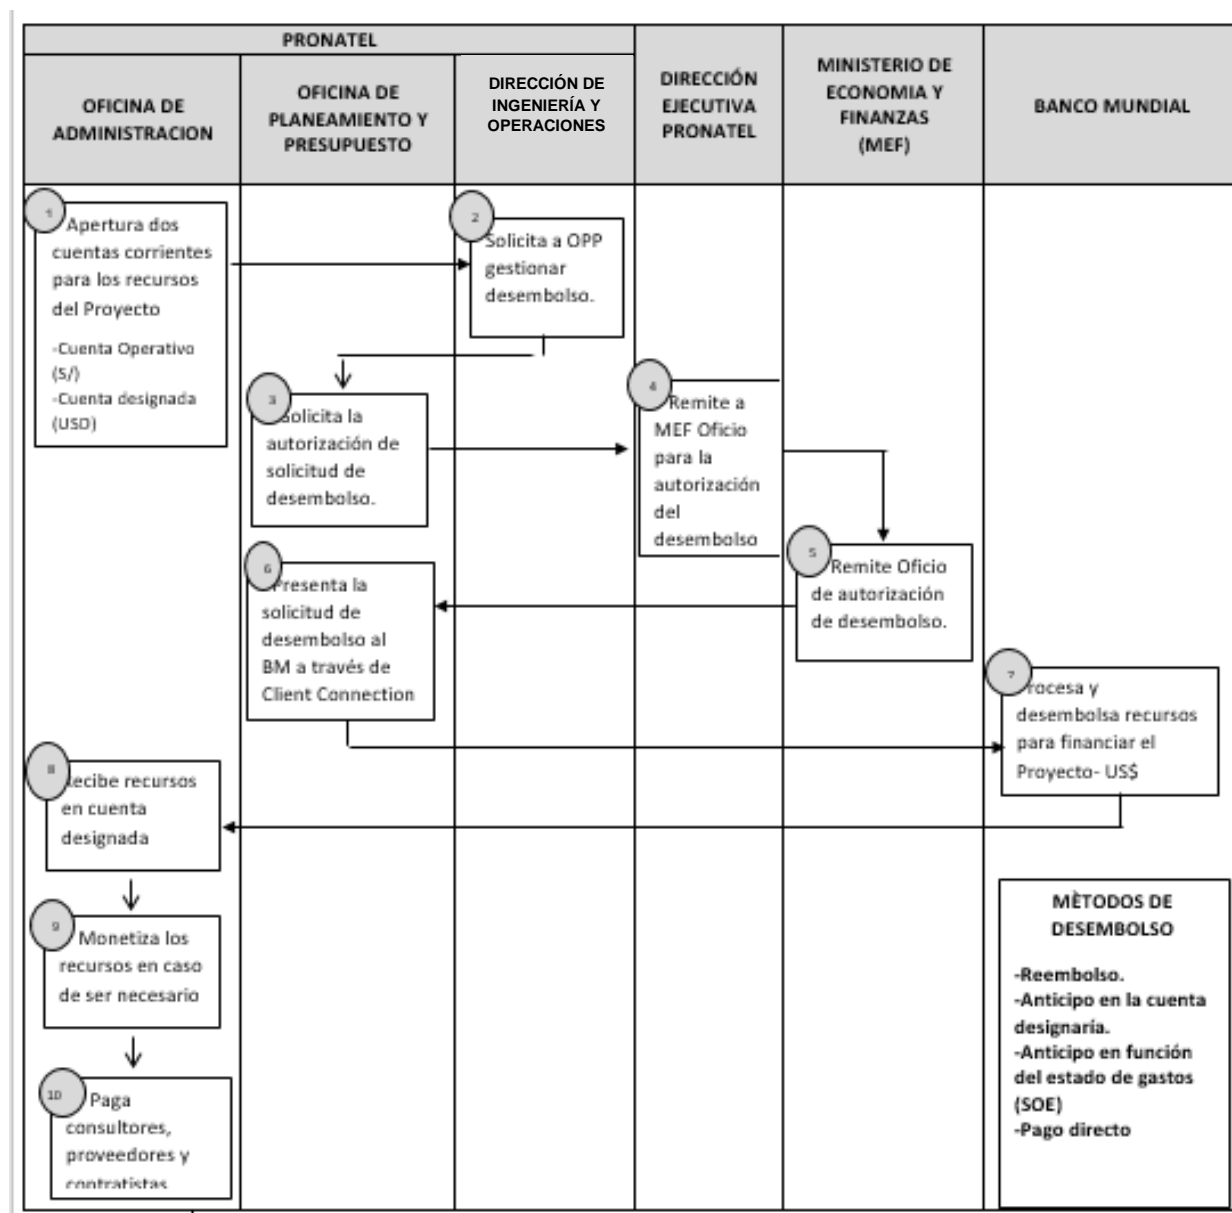 PRONATEL
OFICINA DE
ADMINISTRACION
OFICINA DE
PLANEAMIENTO Y
PRESUPUESTO
DIRECCIÓN DE
INGENIERÍA Y
OPERACIONES
DIRECCIÓN
EJECUTIVA
PRONATEL
MINISTERIO DE
ECONOMIA Y
FINANZAS
(MEF)
BANCO MUNDIAL
1
Apertura dos
cuentas corrientes
para los recursos
del Proyecto
-Cuenta Operativo
(S/)
-Cuenta designada
(USD)
2
Solicita a OPP
gestionar
desembolso.
3
Solicita la
autorización de
solicitud de
desembolso.
4
Remite a
MEF Oficio
para la
autorización
del
desembolso
5
Remite Oficio
de autorización
de desembolso.
6
Presenta la
solicitud de
desembolso al
BM a través de
Client Connection
7
Procesa y
desembolsa recursos
para financiar el
Proyecto- US$
8
Recibe recursos
en cuenta
designada
9
Monetiza los
recursos en caso
de ser necesario
10
Paga
consultores,
proveedores y
contratistas
MÈTODOS DE
DESEMBOLSO
-Reembolso.
-Anticipo en la cuenta
designaría.
-Anticipo en función
del estado de gastos
(SOE)
-Pago directo